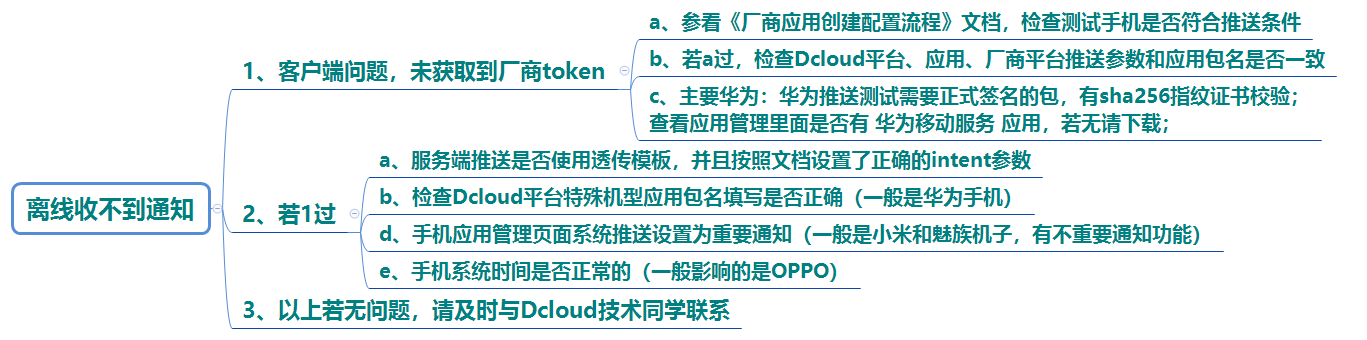 离线收不到通知
1、客户端问题，未获取到厂商token
a、参看《厂商应用创建配置流程》文档，检查测试手机是否符合推送条件
b、若a过，检查Dcloud平台、应用、厂商平台推送参数和应用包名是否一致
c、主要华为：华为推送测试需要正式签名的包，有sha256指纹证书校验；
查看应用管理里面是否有 华为移动服务 应用，若无请下载；
2、若1过
a、服务端推送是否使用透传模板，并且按照文档设置了正确的intent参数
b、检查Dcloud平台特殊机型应用包名填写是否正确（一般是华为手机）
d、手机应用管理页面系统推送设置为重要通知（一般是小米和魅族机子，有不重要通知功能）
e、手机系统时间是否正常的（一般影响的是OPPO）
3、以上若无问题，请及时与Dcloud技术同学联系